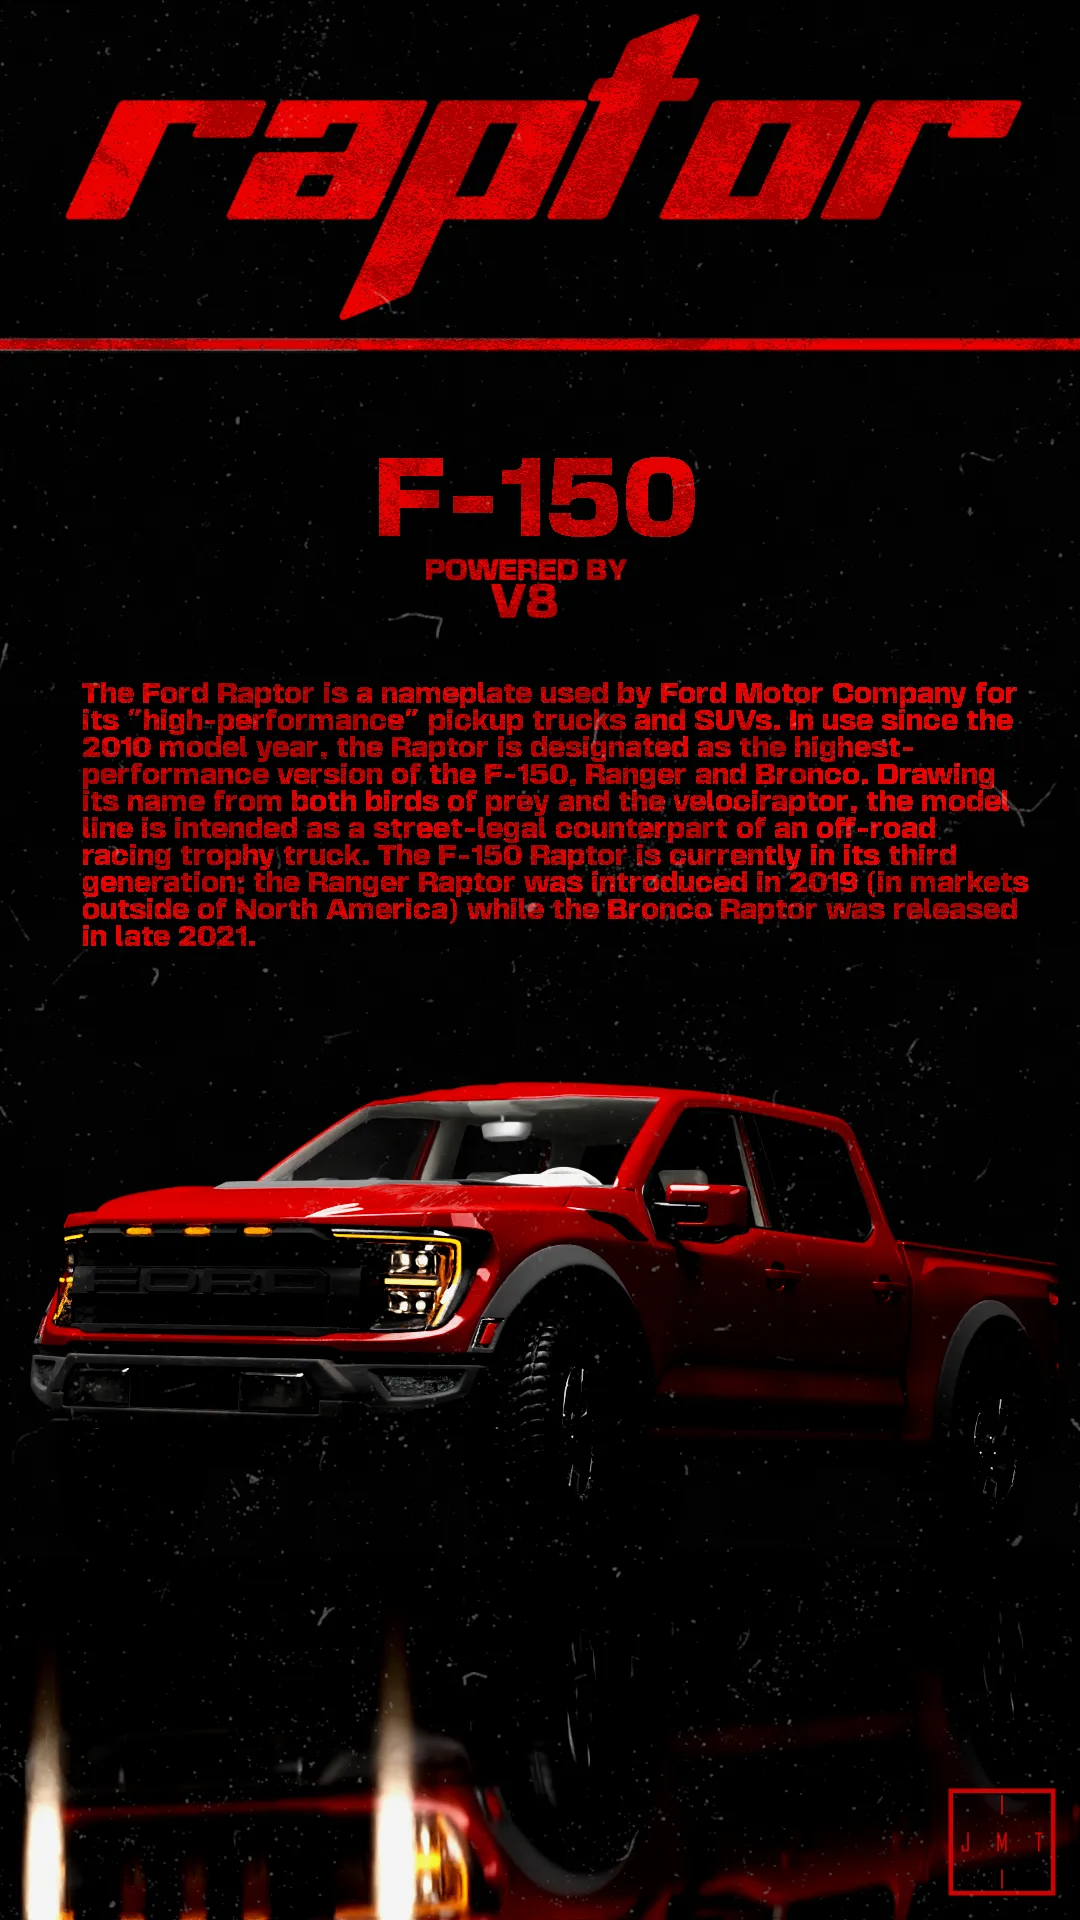 raptor
F-150
POWERED BY
V8
The Ford Raptor is a nameplate used by Ford Motor Company for
its "high-performance" pickup trucks and SUVs. In use since the
2010 model year, the Raptor is designated as the highest-
performance version of the F-150, Ranger and Bronco. Drawing
its name from both birds of prey and the velociraptor, the model
line is intended as a street-legal counterpart of an off-road
racing trophy truck. The F-150 Raptor is currently in its third
generation; the Ranger Raptor was introduced in 2019 (in markets
outside of North America) while the Bronco Raptor was released
in late 2021.
FORD
J M T